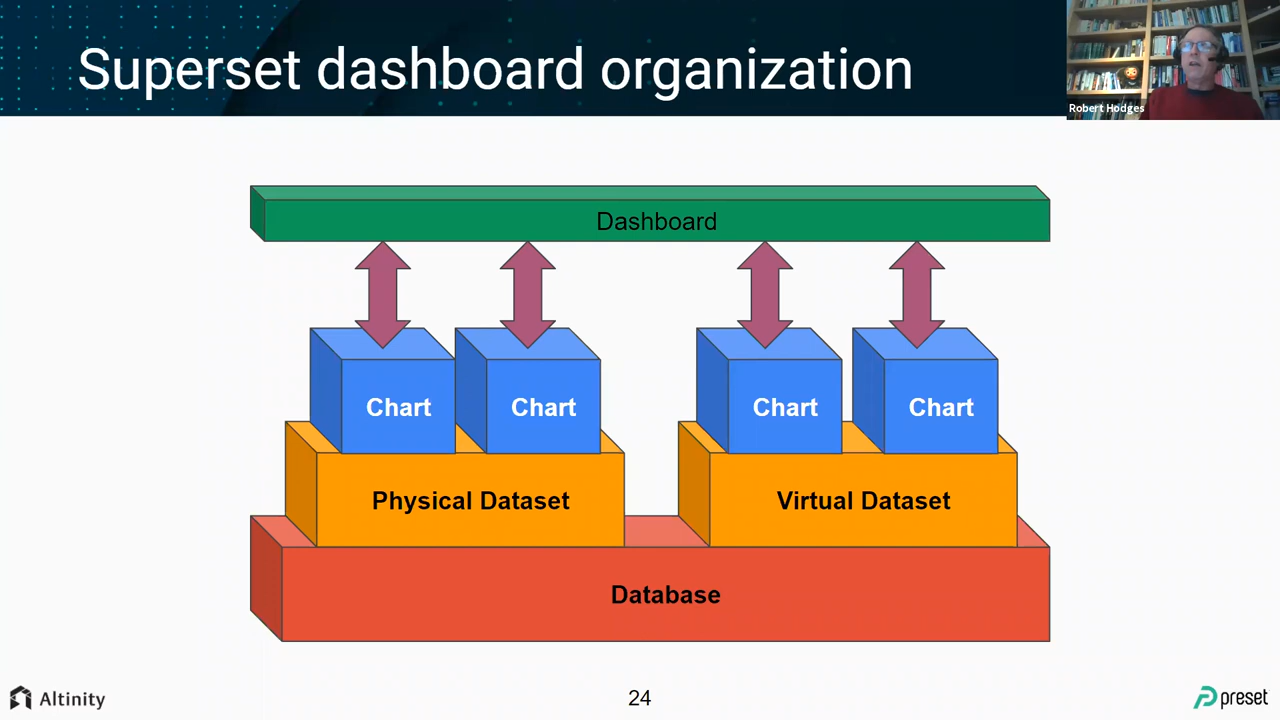 Superset dashboard organization
Robert Hodges
Dashboard
Chart
Chart
Chart
Chart
Physical Dataset
Virtual Dataset
Database
Altinity
24
preset